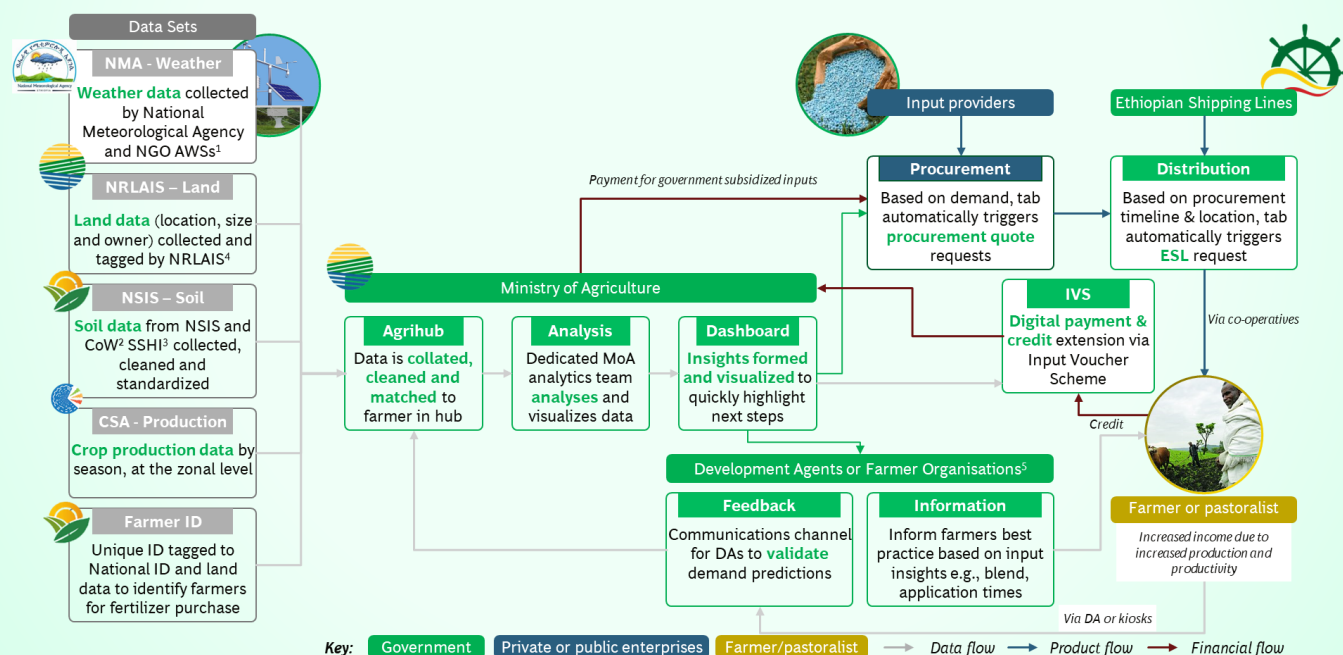 Data Sets
NMA - Weather
Weather data collected
by National
Meteorological Agency
and NGO AWSs¹
NRLAIS – Land
Land data (location, size
and owner) collected and
tagged by NRLAIS⁴
NSIS – Soil
Soil data from NSIS and
CoW² SSHI³ collected,
cleaned and
standardized
CSA - Production
Crop production data by
season, at the zonal level
Farmer ID
Unique ID tagged to
National ID and land
data to identify farmers
for fertilizer purchase
Input providers
Procurement
Based on demand, tab
automatically triggers
procurement quote
requests
Ethiopian Shipping Lines
Distribution
Based on procurement
timeline & location, tab
automatically triggers
ESL request
Payment for government subsidized inputs
Ministry of Agriculture
Agrihub
Data is collated,
cleaned and
matched to
farmer in hub
Analysis
Dedicated MoA
analytics team
analyses and
visualizes data
Dashboard
Insights formed
and visualized to
quickly highlight
next steps
IVS
Digital payment &
credit extension via
Input Voucher
Scheme
Via co-operatives
Credit
Development Agents or Farmer Organisations⁵
Feedback
Communications channel
for DAs to validate
demand predictions
Information
Inform farmers best
practice based on input
insights e.g., blend,
application times
Farmer or pastoralist
Increased income due to
increased production and
productivity
Via DA or kiosks
Key:
Government
Private or public enterprises
Farmer/pastoralist
Data flow
Product flow
Financial flow